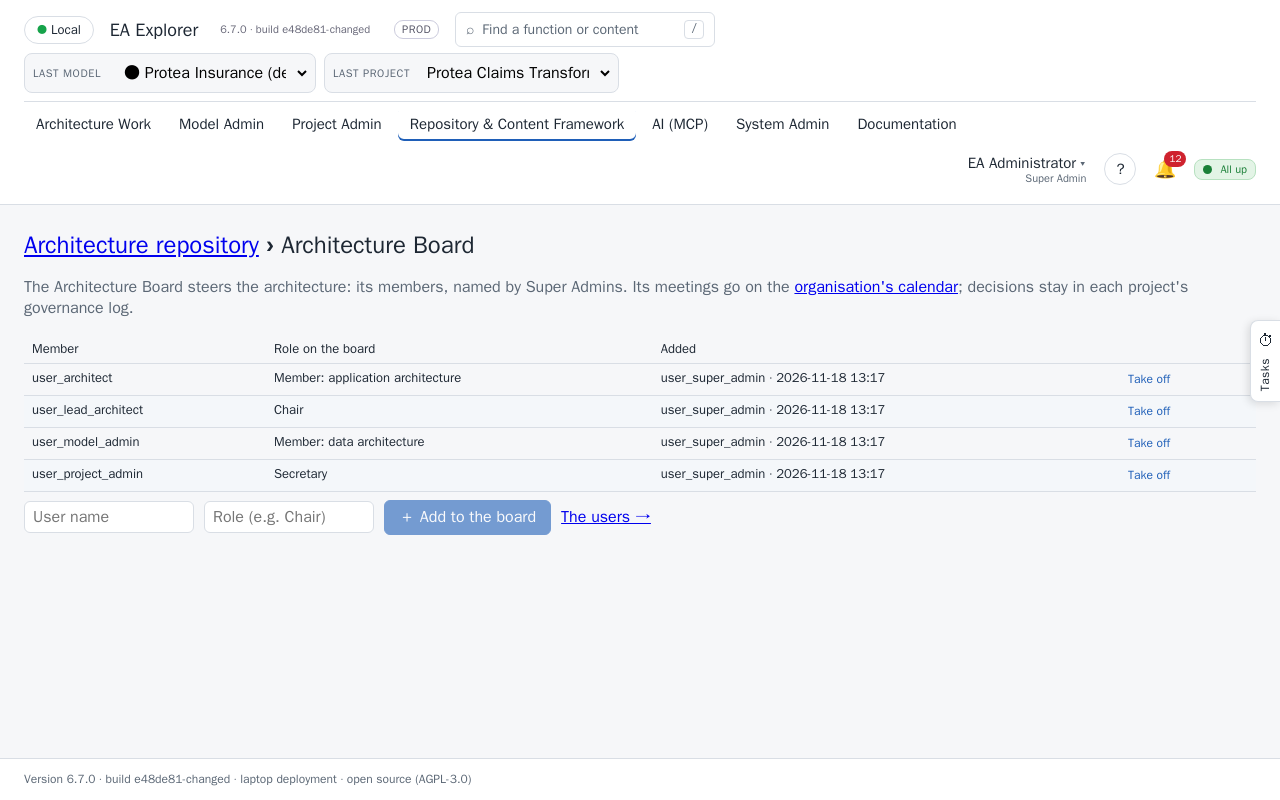 Local
EA Explorer
6.7.0 · build e48de81-changed
PROD
Find a function or content
/
LAST MODEL
Protea Insurance (de
LAST PROJECT
Protea Claims Transforı
Architecture Work
Model Admin
Project Admin
Repository & Content Framework
AI (MCP)
System Admin
Documentation
EA Administrator
Super Admin
?
12
All up
Architecture repository › Architecture Board
The Architecture Board steers the architecture: its members, named by Super Admins. Its meetings go on the organisation's calendar; decisions stay in each project's
governance log.
Tasks
Member Role on the board Added
user_architect Member: application architecture user_super_admin · 2026-11-18 13:17 Take off
user_lead_architect Chair user_super_admin · 2026-11-18 13:17 Take off
user_model_admin Member: data architecture user_super_admin · 2026-11-18 13:17 Take off
user_project_admin Secretary user_super_admin · 2026-11-18 13:17 Take off
User name Role (e.g. Chair) + Add to the board The users →
Version 6.7.0 · build e48de81-changed · laptop deployment · open source (AGPL-3.0)